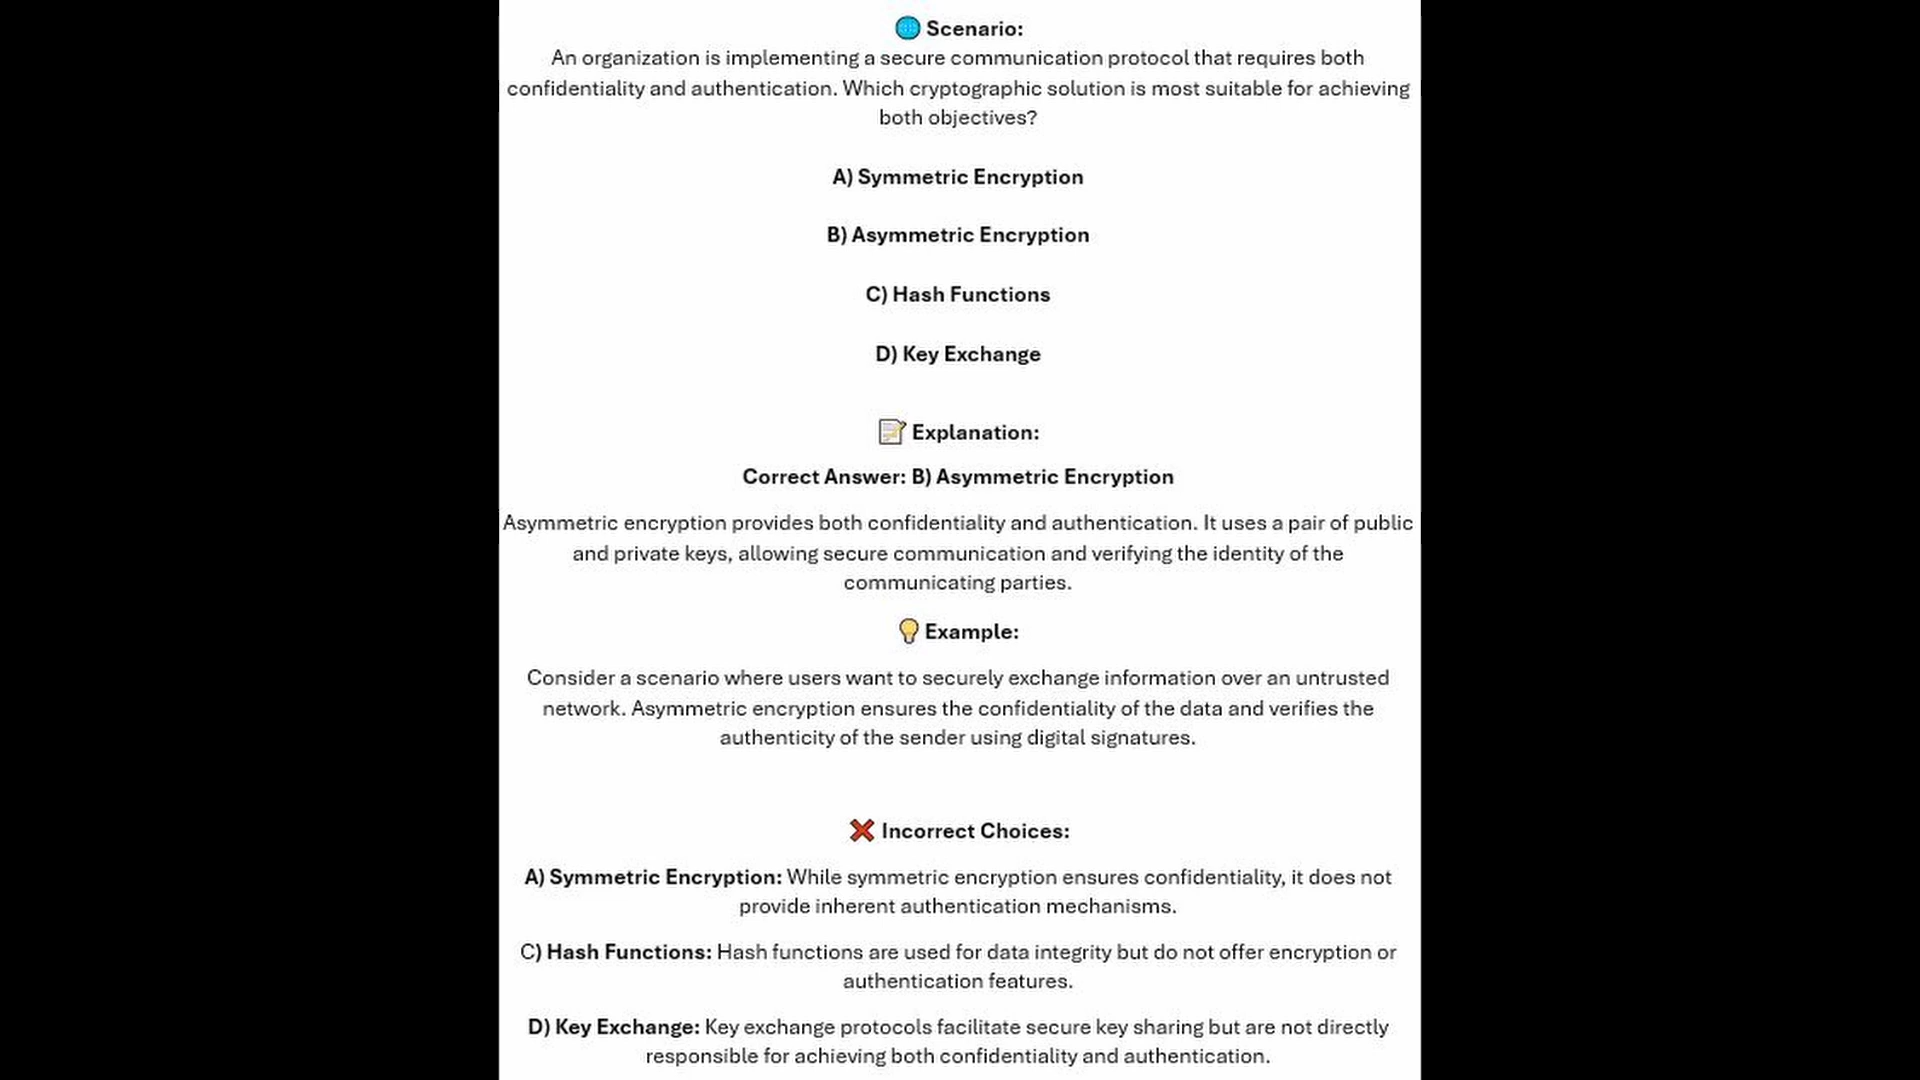 🌐 Scenario:
An organization is implementing a secure communication protocol that requires both
confidentiality and authentication. Which cryptographic solution is most suitable for achieving
both objectives?
A) Symmetric Encryption
B) Asymmetric Encryption
C) Hash Functions
D) Key Exchange
📝 Explanation:
Correct Answer: B) Asymmetric Encryption
Asymmetric encryption provides both confidentiality and authentication. It uses a pair of public
and private keys, allowing secure communication and verifying the identity of the
communicating parties.
💡 Example:
Consider a scenario where users want to securely exchange information over an untrusted
network. Asymmetric encryption ensures the confidentiality of the data and verifies the
authenticity of the sender using digital signatures.
❌ Incorrect Choices:
A) Symmetric Encryption: While symmetric encryption ensures confidentiality, it does not
provide inherent authentication mechanisms.
C) Hash Functions: Hash functions are used for data integrity but do not offer encryption or
authentication features.
D) Key Exchange: Key exchange protocols facilitate secure key sharing but are not directly
responsible for achieving both confidentiality and authentication.